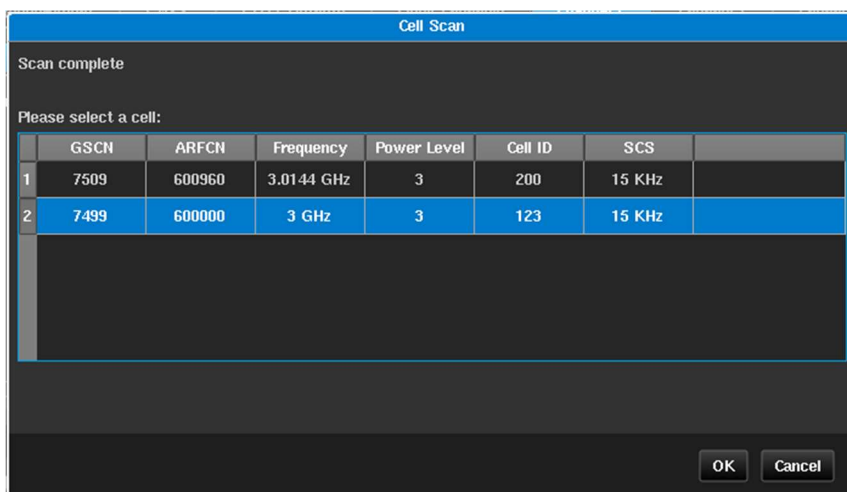 Cell Scan
Scan complete
Please select a cell:
GSCN ARFCN Frequency Power Level Cell ID SCS
1 7509 600960 3.0144 GHz 3 200 15 KHz
2 7499 600000 3 GHz 3 123 15 KHz
OK Cancel